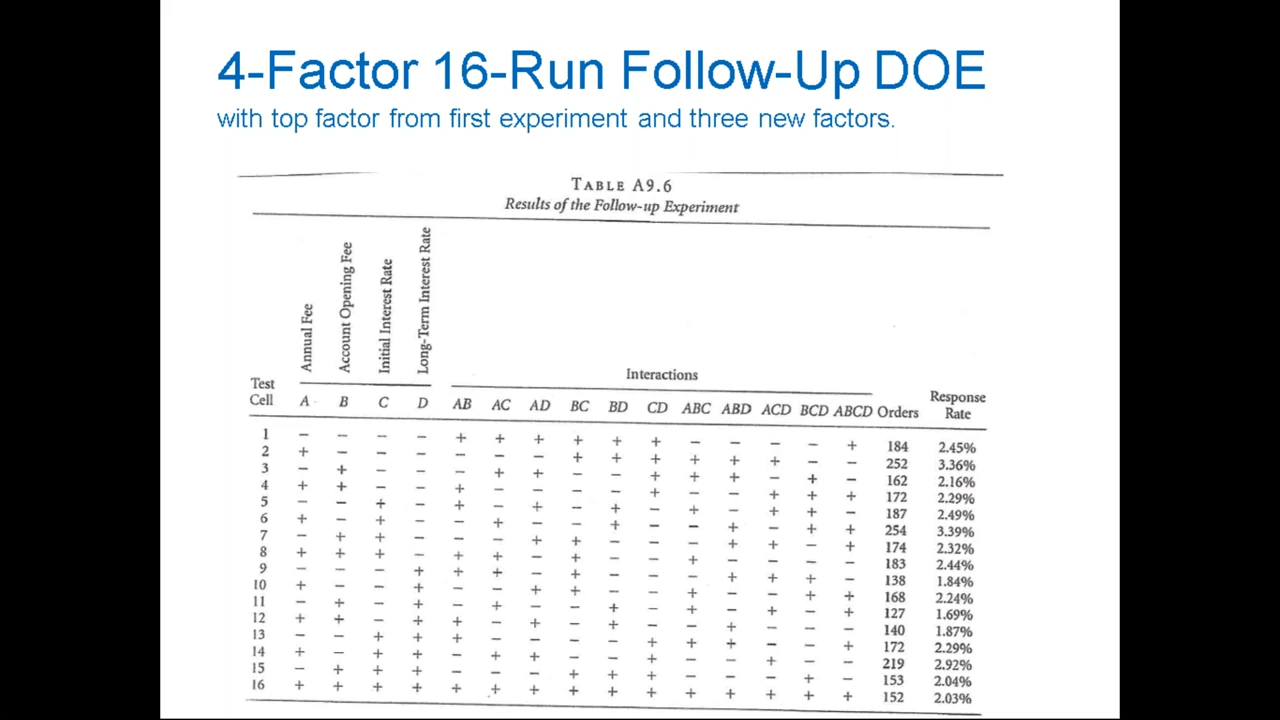 4-Factor 16-Run Follow-Up DOE
with top factor from first experiment and three new factors.
TABLE A9.6
Results of the Follow-up Experiment
Annual Fee
Account Opening Fee
Initial Interest Rate
Long-Term Interest Rate
Interactions
Test Cell A B C D AB AC AD BC BD CD ABC ABD ACD BCD ABCD Orders Response Rate
1 − − − − + + + + + + − − − − + 184 2.45%
2 + − − − − − − + + + + + + − − 252 3.36%
3 − + − − − + + − − + + + − + − 162 2.16%
4 + + − − + − − − − + − − + + + 172 2.29%
5 − − + − + − + − + − + − + + − 187 2.49%
6 + − + − − + − − + − − + − + + 254 3.39%
7 − + + − − − + + − − − + + − + 174 2.32%
8 + + + − + + − + − − + − − − − 183 2.44%
9 − − − + + + − + − − − + + + − 138 1.84%
10 + − − + − − + + − − + − − + + 168 2.24%
11 − + − + − + − − + − + − + − + 127 1.69%
12 + + − + + − + − + − − + − − − 140 1.87%
13 − − + + + − − − − + + + − − + 172 2.29%
14 + − + + − + + − − + − − + − − 219 2.92%
15 − + + + − − − + + + − − − + − 153 2.04%
16 + + + + + + + + + + + + + + + 152 2.03%